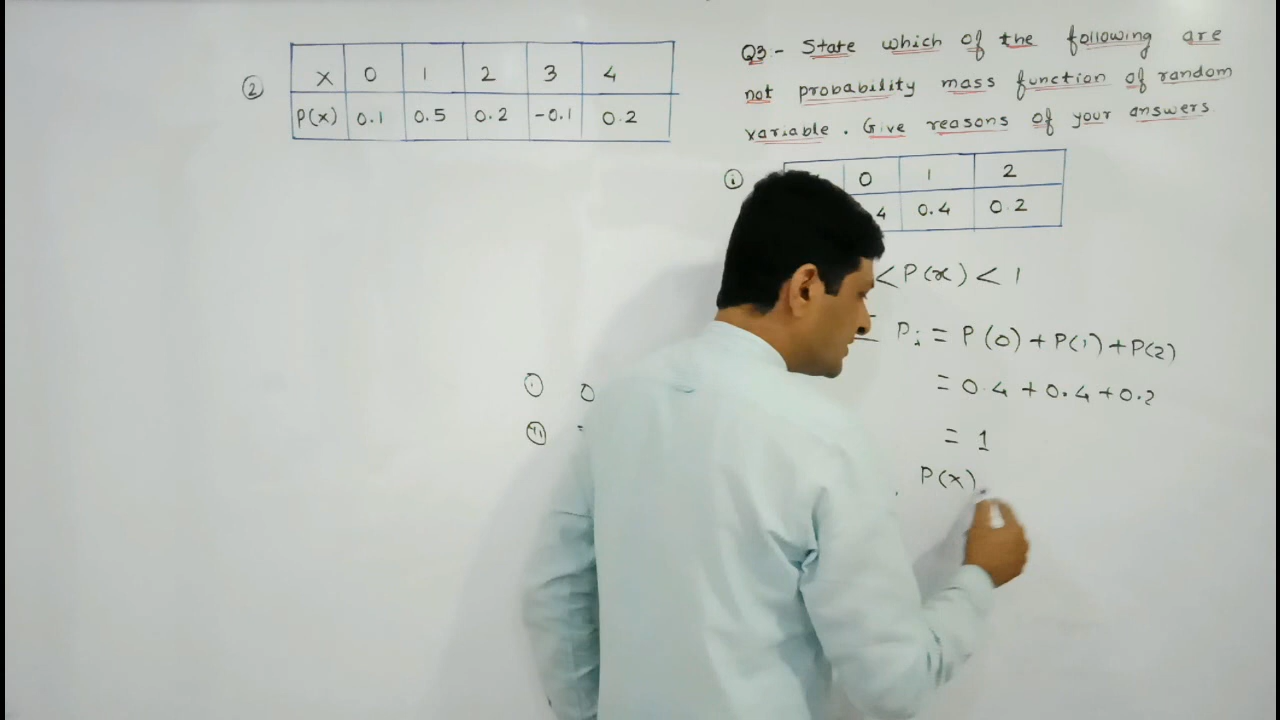 Q3:- State which of the following are
not probability mass function of random
variable. Give reasons of your answers.
i 0 1 2
4 0.4 0.2
< P(x) < 1
Pi = P(0) + P(1) + P(2)
= 0.4 + 0.4 + 0.2
= 1
P(x)
2 X 0 1 2 3 4
P(x) 0.1 0.5 0.2 -0.1 0.2
i 0